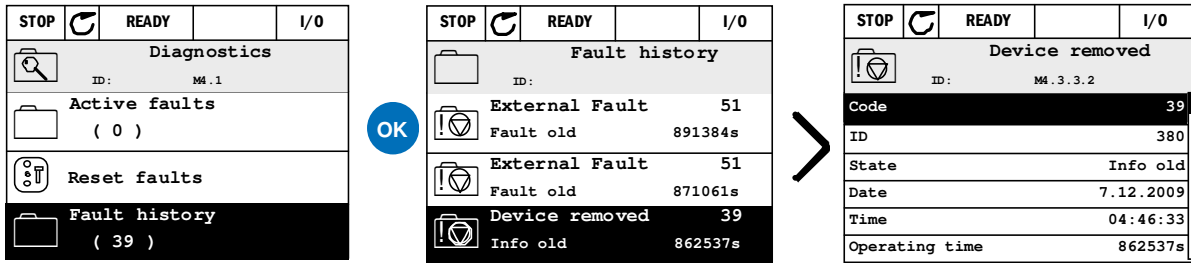 STOP READY I/O
Diagnostics
ID: M4.1
Active faults
( 0 )
Reset faults
Fault history
( 39 )
OK
STOP READY I/O
Fault history
ID:
External Fault 51
Fault old 891384s
External Fault 51
Fault old 871061s
Device removed 39
Info old 862537s
STOP READY I/O
Device removed
ID: M4.3.3.2
Code 39
ID 380
State Info old
Date 7.12.2009
Time 04:46:33
Operating time 862537s